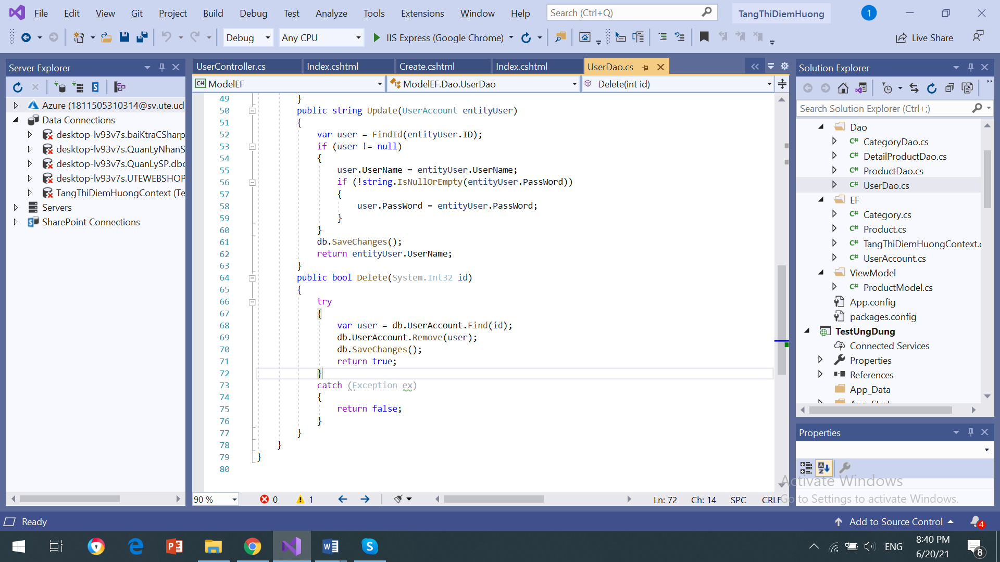 File Edit View Git Project Build Debug Test Analyze Tools Extensions Window Help Search (Ctrl+Q) TangThiDiemHuong 1
Debug Any CPU IIS Express (Google Chrome) Live Share
Server Explorer
Azure (1811505310314@sv.ute.ud
Data Connections
desktop-lv93v7s.baiKtraCSharp
desktop-lv93v7s.QuanLyNhanS
desktop-lv93v7s.QuanLySP.dbo
desktop-lv93v7s.UTEWEBSHOP
TangThiDiemHuongContext (Te
Servers
SharePoint Connections
UserController.cs Index.cshtml Create.cshtml Index.cshtml UserDao.cs
C# ModelEF ModelEF.Dao.UserDao Delete(int id)
49 }
50 public string Update(UserAccount entityUser)
51 {
52 var user = FindId(entityUser.ID);
53 if (user != null)
54 {
55 user.UserName = entityUser.UserName;
56 if (!string.IsNullOrEmpty(entityUser.PassWord))
57 {
58 user.PassWord = entityUser.PassWord;
59 }
60 }
61 db.SaveChanges();
62 return entityUser.UserName;
63 }
64 public bool Delete(System.Int32 id)
65 {
66 try
67 {
68 var user = db.UserAccount.Find(id);
69 db.UserAccount.Remove(user);
70 db.SaveChanges();
71 return true;
72 }
73 catch (Exception ex)
74 {
75 return false;
76 }
77 }
78 }
79 }
80
90 % 0 1 Ln: 72 Ch: 14 SPC CRLF
Solution Explorer
Search Solution Explorer (Ctrl+;)
Dao
C# CategoryDao.cs
C# DetailProductDao.cs
C# ProductDao.cs
C# UserDao.cs
EF
C# Category.cs
C# Product.cs
C# TangThiDiemHuongContext.c
C# UserAccount.cs
ViewModel
C# ProductModel.cs
App.config
packages.config
TestUngDung
Connected Services
Properties
References
App_Data
App_Start
Properties
Activate Windows
Go to Settings to activate Windows.
Ready Add to Source Control 4
ENG 8:40 PM
6/20/21 8